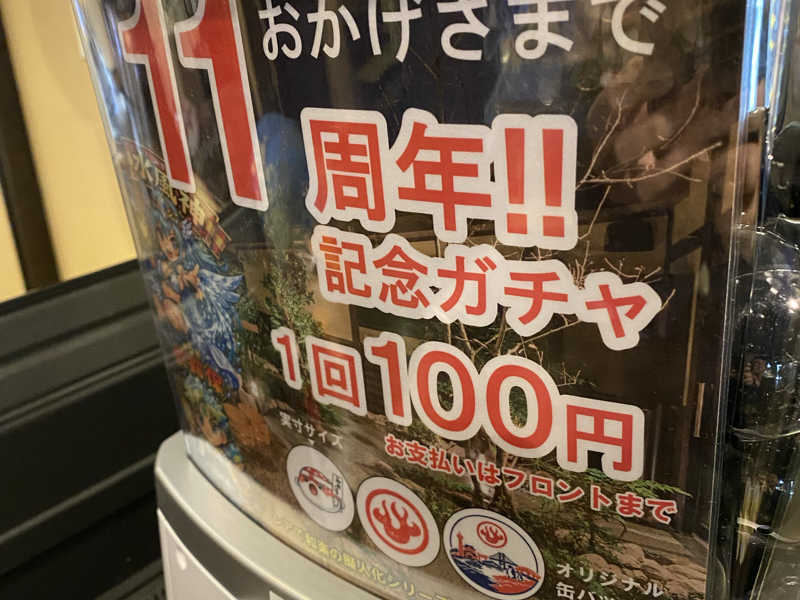 おかげさまで
11
周年!!
記念ガチャ
1回100円
お支払いはフロントまで
実寸サイズ
オリジナル
缶バ